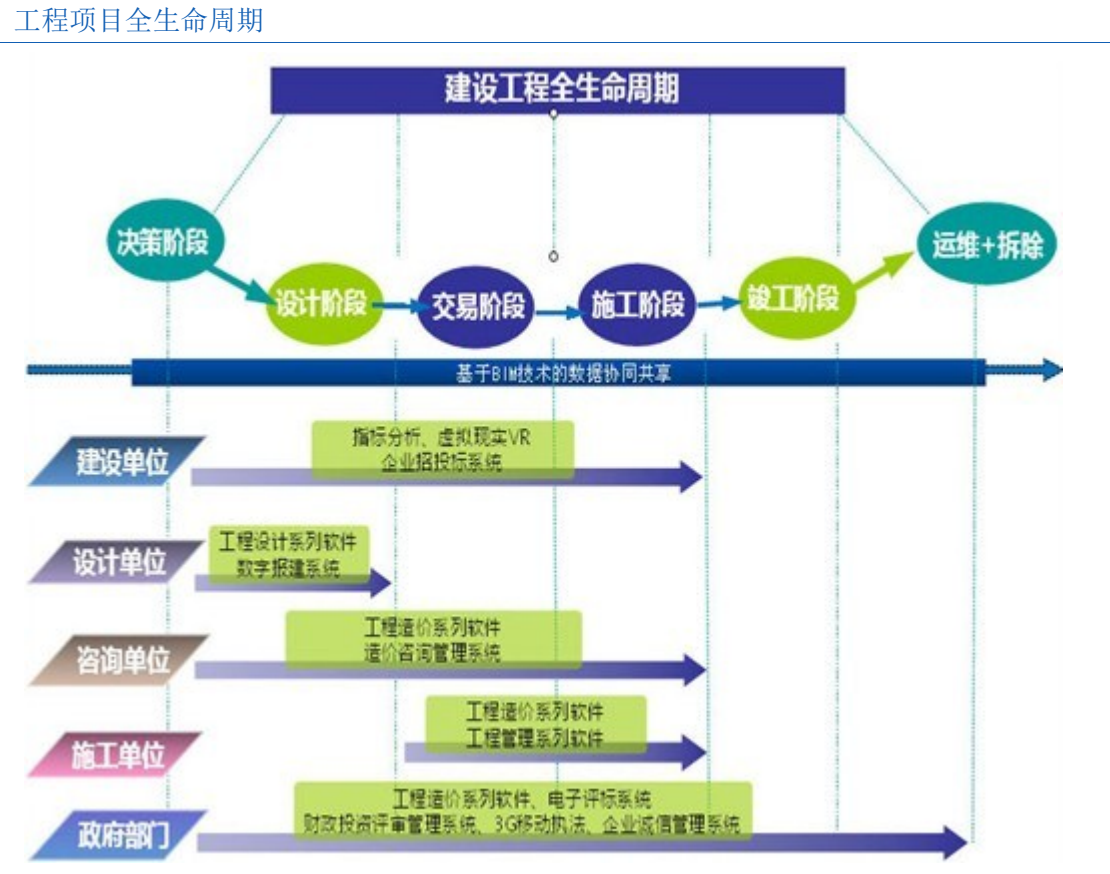 工程项目全生命周期
建设工程全生命周期
决策阶段
设计阶段
交易阶段
施工阶段
竣工阶段
运维+拆除
基于BIM技术的数据协同共享
建设单位
指标分析、虚拟现实VR
企业招投标系统
设计单位
工程设计系列软件
数字报建系统
咨询单位
工程造价系列软件
造价咨询管理系统
施工单位
工程造价系列软件
工程管理系列软件
政府部门
工程造价系列软件、电子评标系统
财政投资评审管理系统、3G移动执法、企业诚信管理系统